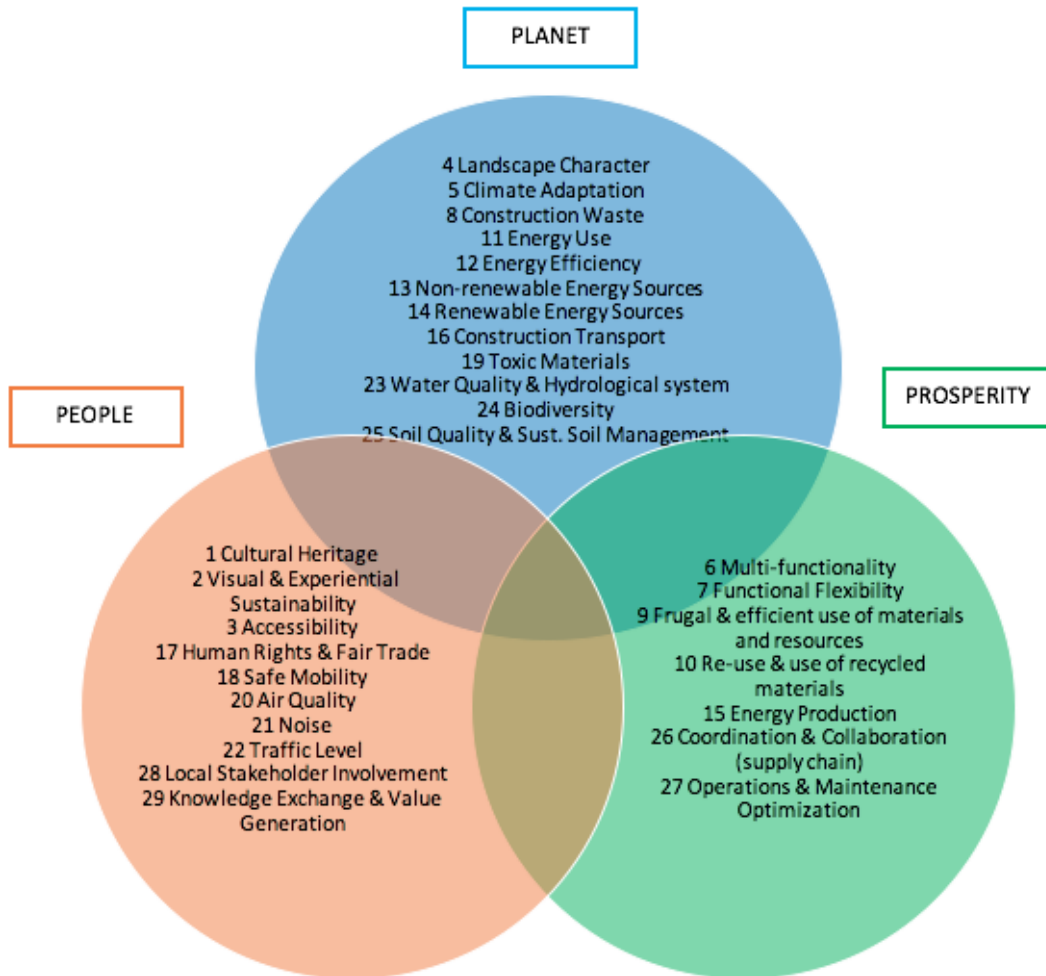 PLANET
4 Landscape Character
5 Climate Adaptation
8 Construction Waste
11 Energy Use
12 Energy Efficiency
13 Non-renewable Energy Sources
14 Renewable Energy Sources
16 Construction Transport
19 Toxic Materials
23 Water Quality & Hydrological system
24 Biodiversity
25 Soil Quality & Sust. Soil Management
PEOPLE
1 Cultural Heritage
2 Visual & Experiential
Sustainability
3 Accessibility
17 Human Rights & Fair Trade
18 Safe Mobility
20 Air Quality
21 Noise
22 Traffic Level
28 Local Stakeholder Involvement
29 Knowledge Exchange & Value
Generation
PROSPERITY
6 Multi-functionality
7 Functional Flexibility
9 Frugal & efficient use of materials
and resources
10 Re-use & use of recycled
materials
15 Energy Production
26 Coordination & Collaboration
(supply chain)
27 Operations & Maintenance
Optimization